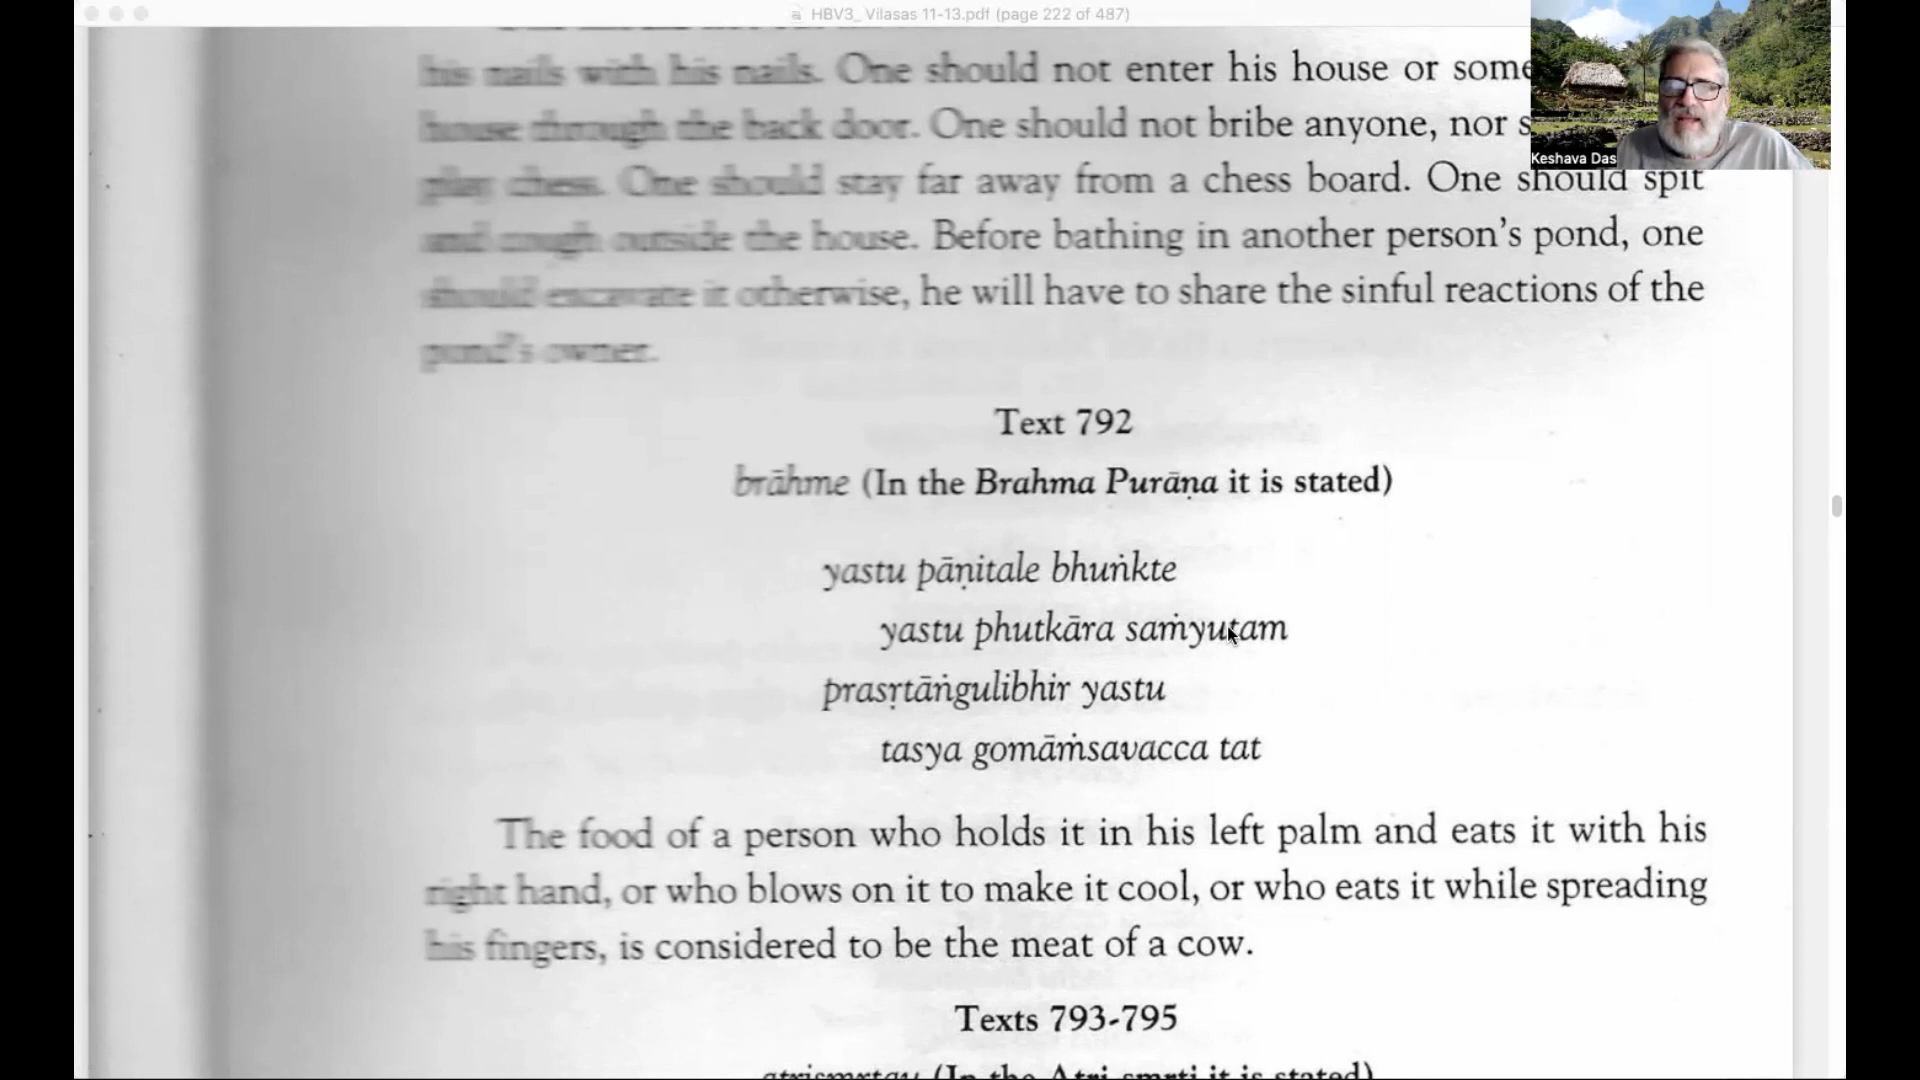 HBV3_ Vilasas 11-13.pdf (page 222 of 487)
his nails with his nails. One should not enter his house or some
house through the back door. One should not bribe anyone, nor s
play chess. One should stay far away from a chess board. One should spit
and cough outside the house. Before bathing in another person's pond, one
should excavate it otherwise, he will have to share the sinful reactions of the
pond's owner.
Text 792
brāhme (In the Brahma Purāṇa it is stated)
yastu pāṇitale bhuṅkte
yastu phutkāra saṁyutam
prasṛtāṅgulibhir yastu
tasya gomāṁsavacca tat
The food of a person who holds it in his left palm and eats it with his
right hand, or who blows on it to make it cool, or who eats it while spreading
his fingers, is considered to be the meat of a cow.
Texts 793-795
atrismṛtau (In the Atri-smṛti it is stated)
Keshava Das